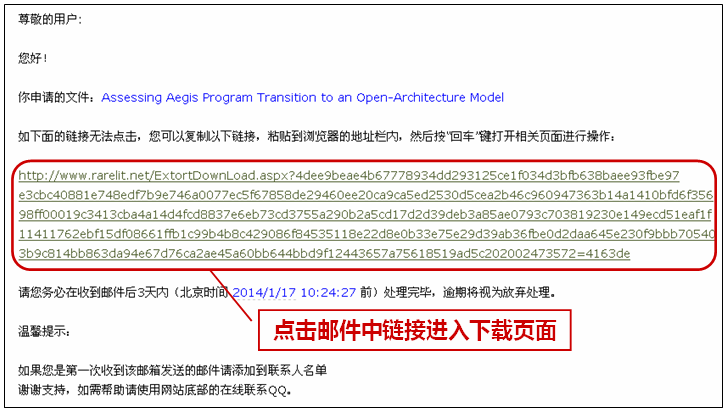 尊敬的用户:
您好!
你申请的文件: Assessing Aegis Program Transition to an Open-Architecture Model
如下面的链接无法点击，您可以复制以下链接，粘贴到浏览器的地址栏内，然后按"回车"键打开相关页面进行操作:
http://www.rarelit.net/ExtortDownLoad.aspx?4dee9beae4b67778934dd293125ce1f034d3bfb638baee93fbe97
e3cbc40881e748edf7b9e746a0077ec5f67858de29460ee20ca9ca5ed2530d5cea2b46c960947363b14a1410bfd6f356
98ff00019c3413cba4a14d4fcd8837e6eb73cd3755a290b2a5cd17d2d39deb3a85ae0793c703819230e149ecd51eaf1f
11411762ebf15df08661ffb1c99b4b8c429086f84535118e22d8e0b33e75e29d39ab36fbe0d2daa645e230f9bbb70540
3b9c814bb863da94e67d76ca2ae45a60bb644bbd9f12443657a75618519ad5c202002473572=4163de
请您务必在收到邮件后3天内（北京时间 2014/1/17 10:24:27 前）处理完毕，逾期将视为放弃处理。
点击邮件中链接进入下载页面
温馨提示:
如果您是第一次收到该邮箱发送的邮件请添加到联系人名单
谢谢支持，如需帮助请使用网站底部的在线联系QQ。